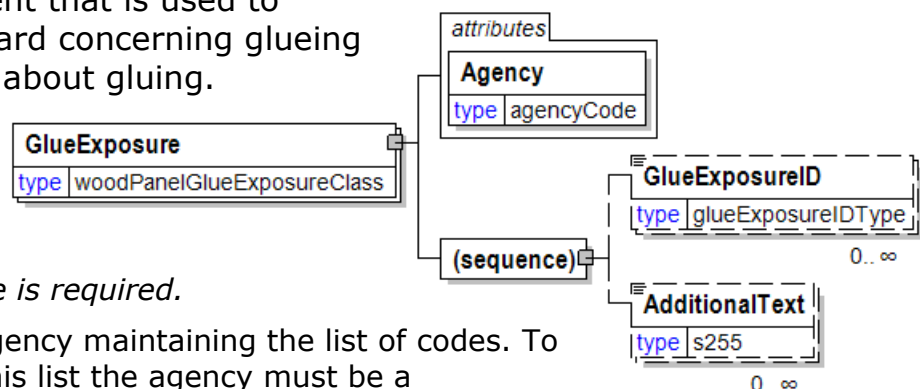 ent that is used to
ard concerning glueing
about gluing.
attributes
Agency
type agencyCode
GlueExposure
type woodPanelGlueExposureClass
GlueExposureID
type glueExposureIDType
0.. ∞
(sequence)
AdditionalText
type s255
0 ∞
e is required.
gency maintaining the list of codes. To
his list the agency must be a